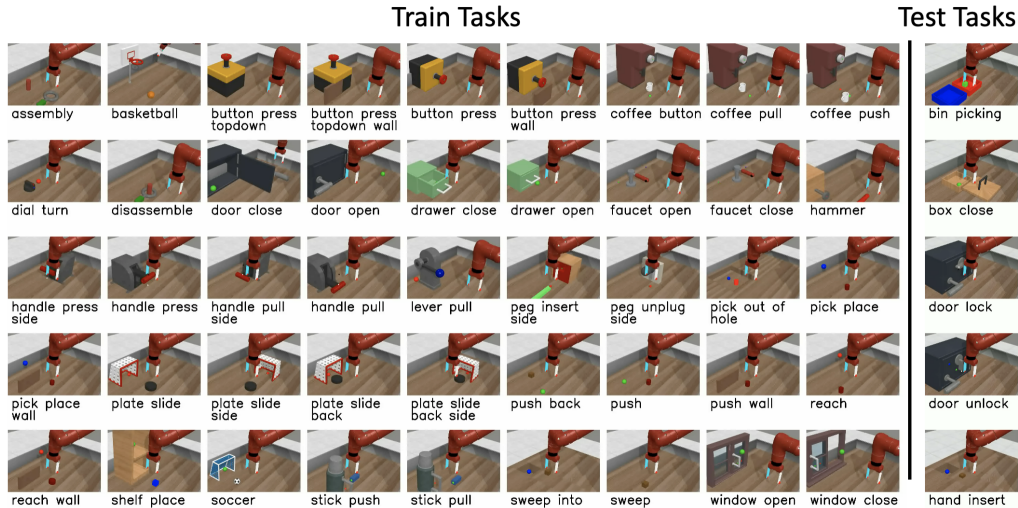 Train Tasks
Test Tasks
assembly
basketball
button press
topdown
button press
topdown wall
button press
button press
wall
coffee button
coffee pull
coffee push
bin picking
dial turn
disassemble
door close
door open
drawer close
drawer open
faucet open
faucet close
hammer
box close
handle press
side
handle press
handle pull
side
handle pull
lever pull
peg insert
side
peg unplug
side
pick out of
hole
pick place
door lock
pick place
wall
plate slide
plate slide
side
plate slide
back
plate slide
back side
push back
push
push wall
reach
door unlock
reach wall
shelf place
soccer
stick push
stick pull
sweep into
sweep
window open
window close
hand insert